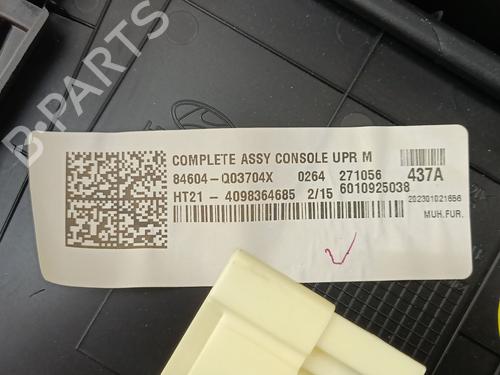 B-PARTS
COMPLETE ASSY CONSOLE UPR M
84604-Q03704X 0264 271056 437A
HT21 - 4098364685 2/15 6010925038
202301021656
MUH.FUR.